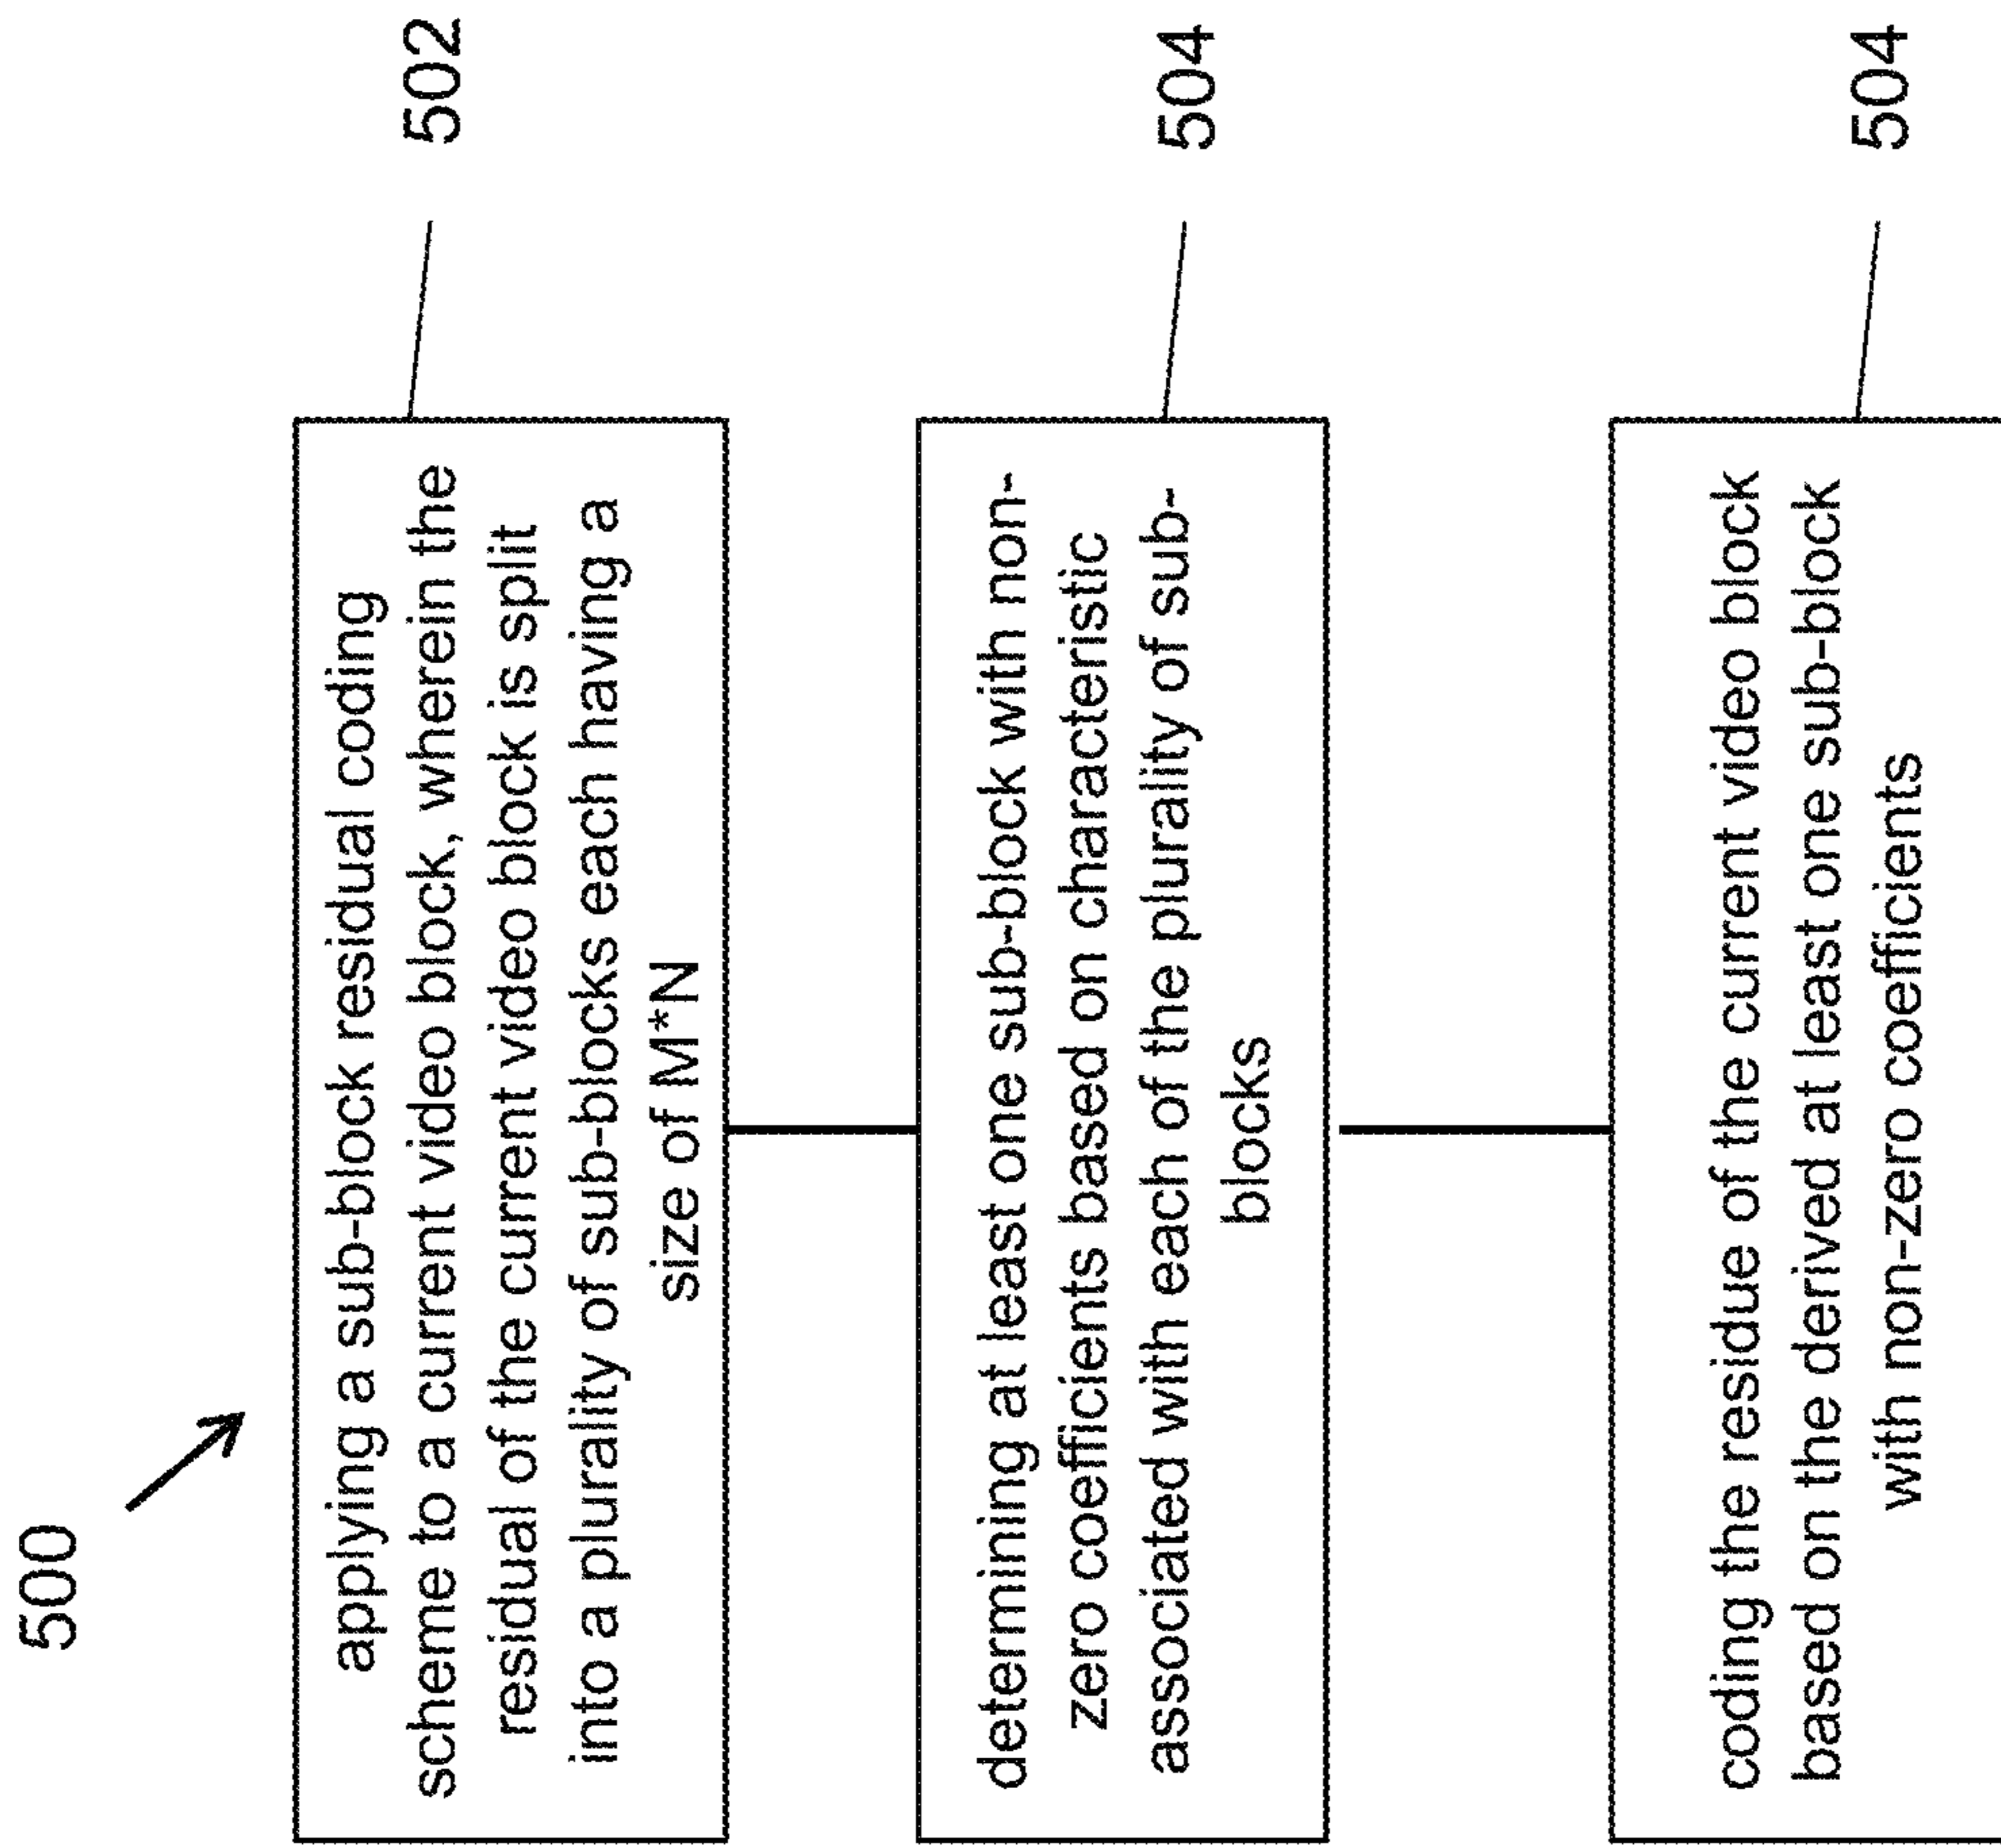 500
applying a sub-block residual coding
scheme to a current video block, wherein the
residual of the current video block is split
into a plurality of sub-blocks each having a
size of M*N
502
determining at least one sub-block with non-
zero coefficients based on characteristic
associated with each of the plurality of sub-
blocks
504
coding the residue of the current video block
based on the derived at least one sub-block
with non-zero coefficients
504